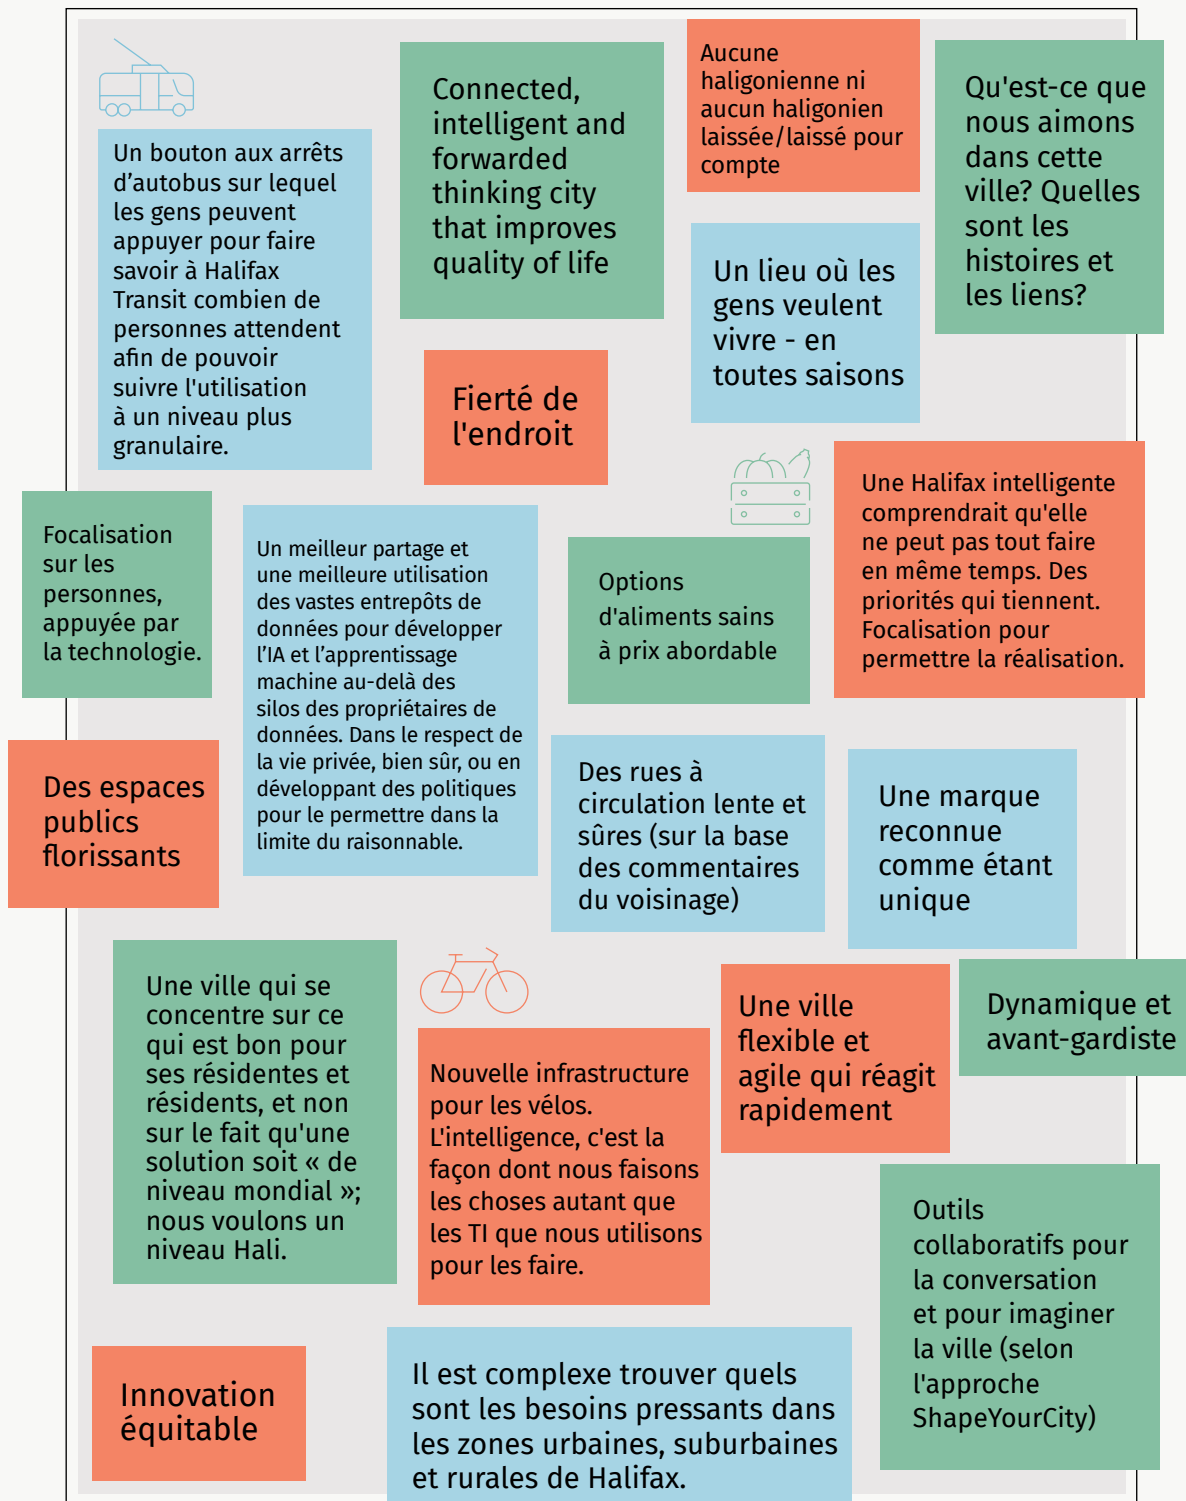 Un bouton aux arrêts
d’autobus sur lequel
les gens peuvent
appuyer pour faire
savoir à Halifax
Transit combien de
personnes attendent
afin de pouvoir
suivre l'utilisation
à un niveau plus
granulaire.
Connected,
intelligent and
forwarded
thinking city
that improves
quality of life
Aucune
haligonienne ni
aucun haligonien
laissée/laissé pour
compte
Qu'est-ce que
nous aimons
dans cette
ville? Quelles
sont les
histoires et
les liens?
Un lieu où les
gens veulent
vivre - en
toutes saisons
Fierté de
l'endroit
Une Halifax intelligente
comprendrait qu'elle
ne peut pas tout faire
en même temps. Des
priorités qui tiennent.
Focalisation pour
permettre la réalisation.
Focalisation
sur les
personnes,
appuyée par
la technologie.
Un meilleur partage et
une meilleure utilisation
des vastes entrepôts de
données pour développer
l’IA et l’apprentissage
machine au-delà des
silos des propriétaires de
données. Dans le respect de
la vie privée, bien sûr, ou en
développant des politiques
pour le permettre dans la
limite du raisonnable.
Options
d'aliments sains
à prix abordable
Des espaces
publics
florissants
Des rues à
circulation lente et
sûres (sur la base
des commentaires
du voisinage)
Une marque
reconnue
comme étant
unique
Une ville qui se
concentre sur ce
qui est bon pour
ses résidentes et
résidents, et non
sur le fait qu'une
solution soit « de
niveau mondial »;
nous voulons un
niveau Hali.
Nouvelle infrastructure
pour les vélos.
L'intelligence, c'est la
façon dont nous faisons
les choses autant que
les TI que nous utilisons
pour les faire.
Une ville
flexible et
agile qui réagit
rapidement
Dynamique et
avant-gardiste
Outils
collaboratifs pour
la conversation
et pour imaginer
la ville (selon
l'approche
ShapeYourCity)
Innovation
équitable
Il est complexe trouver quels
sont les besoins pressants dans
les zones urbaines, suburbaines
et rurales de Halifax.